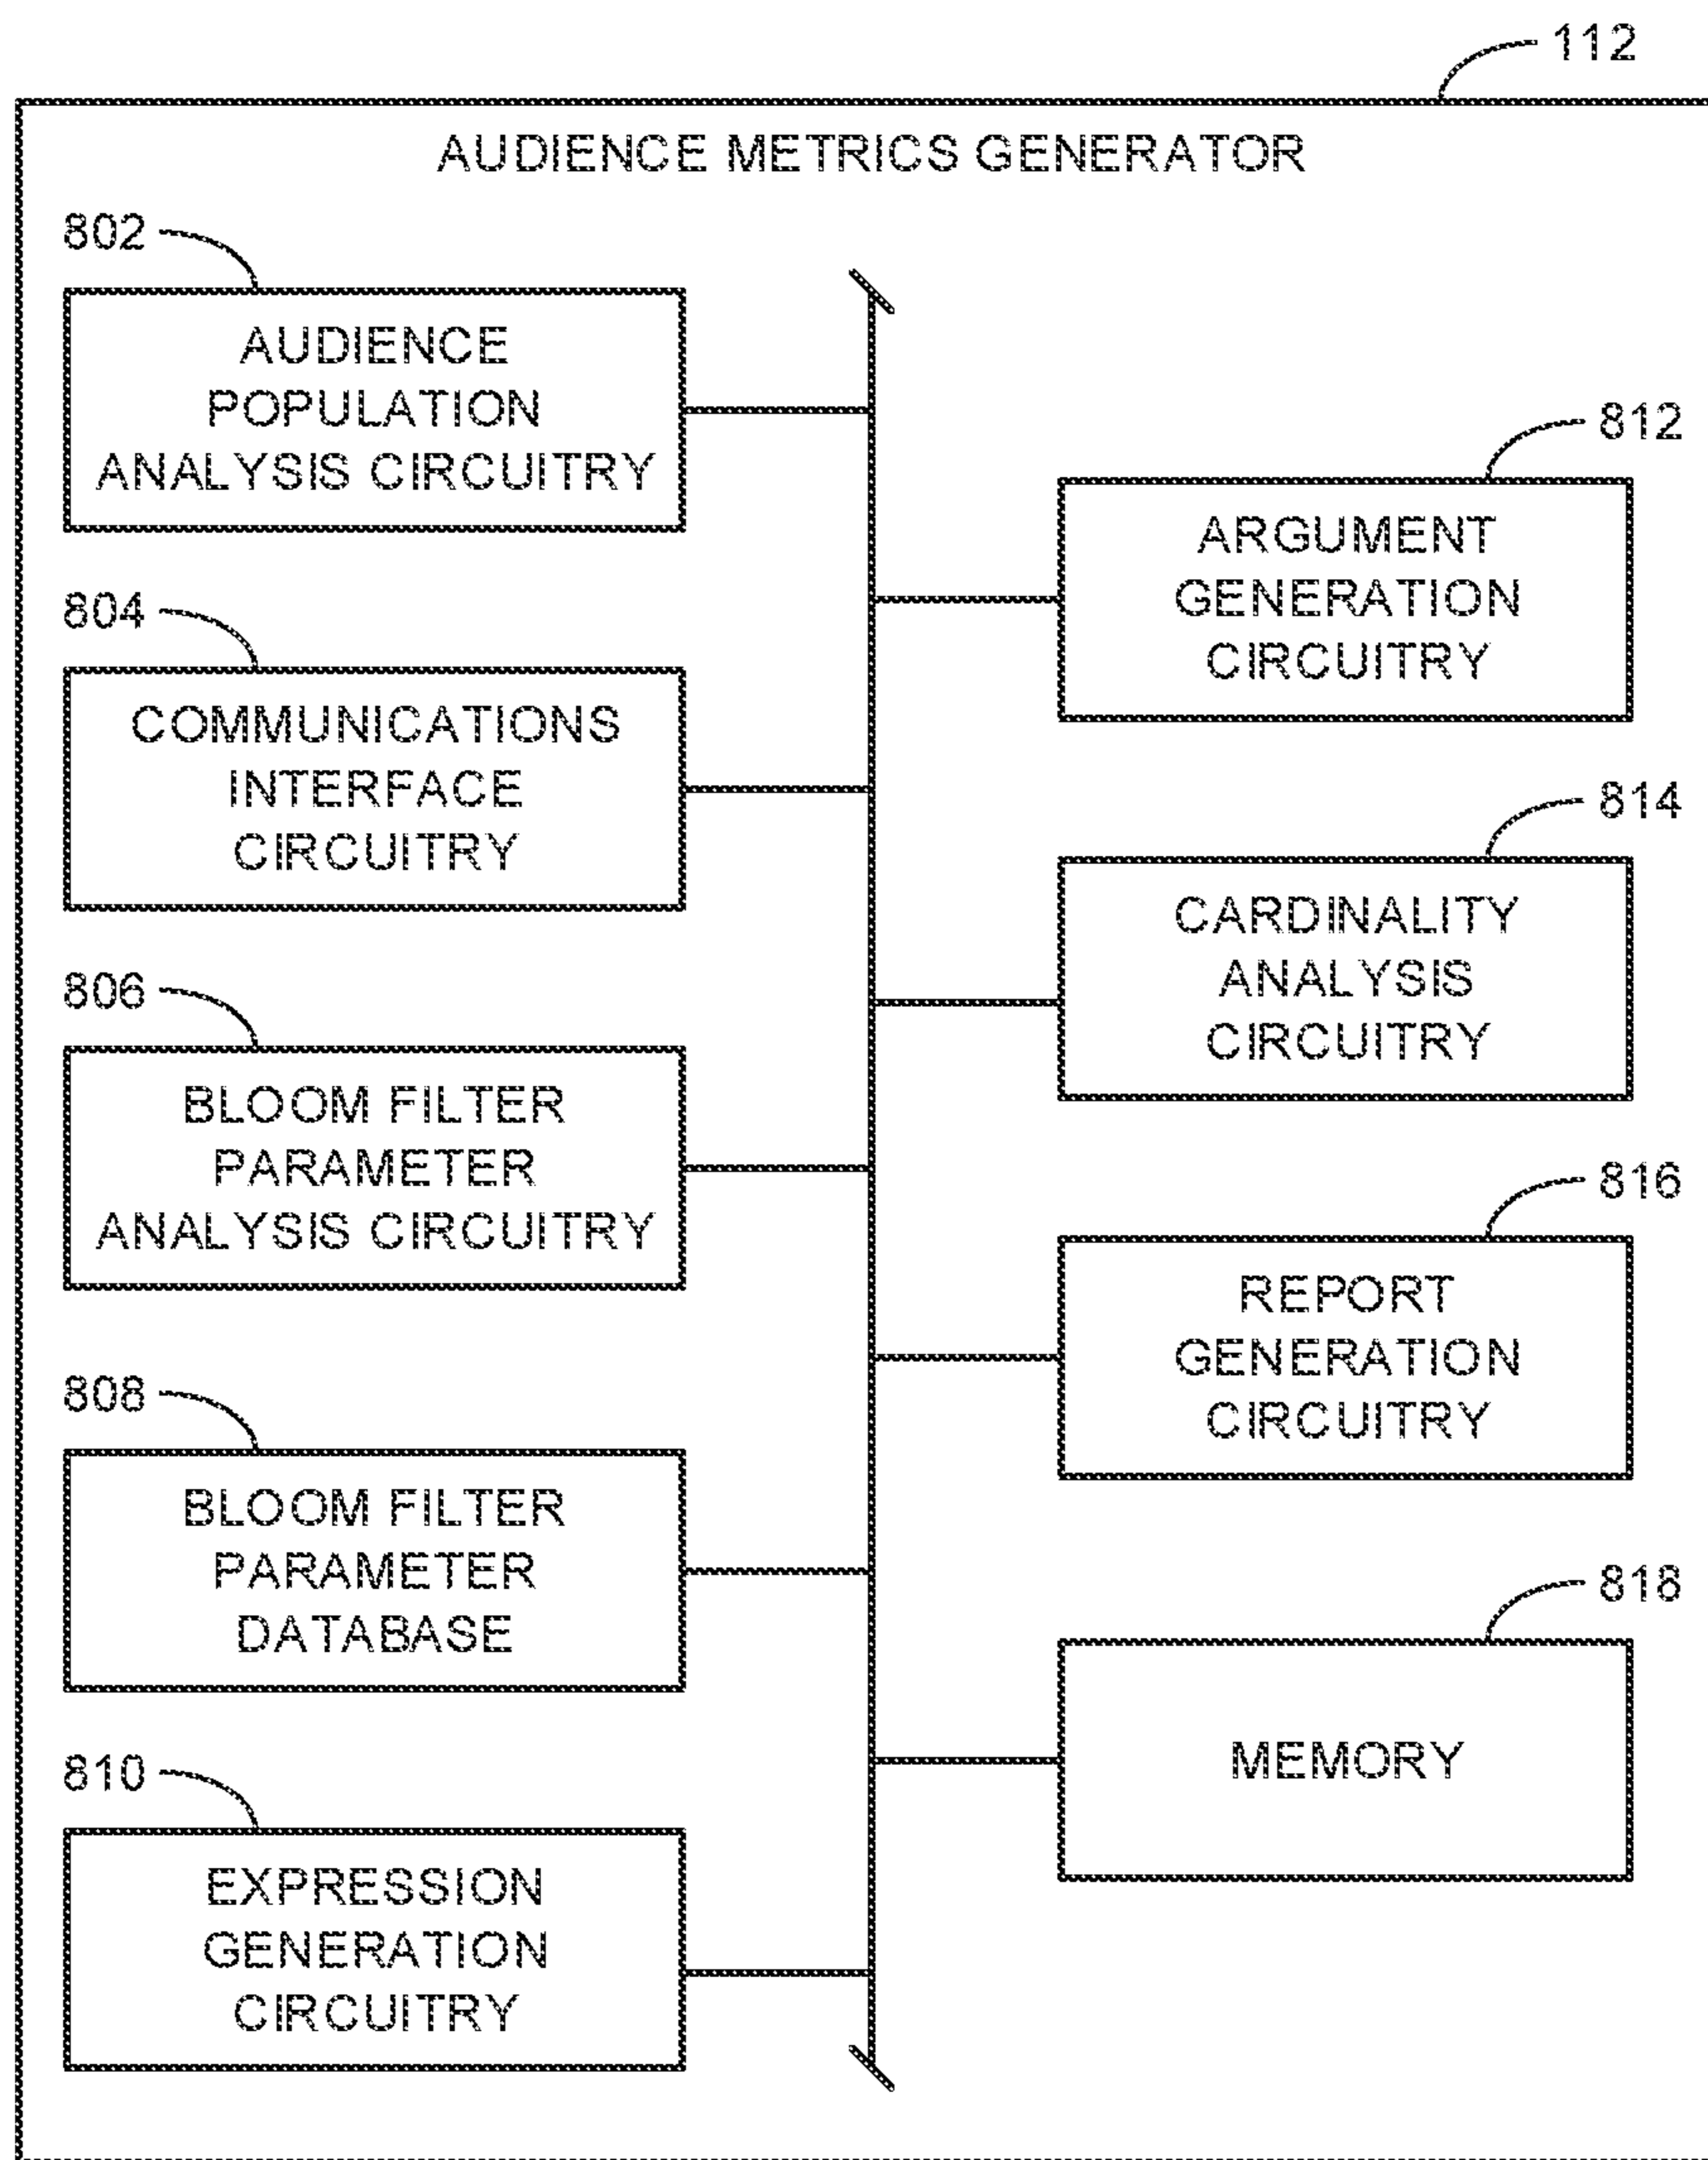 112
AUDIENCE METRICS GENERATOR
802
AUDIENCE
POPULATION
ANALYSIS CIRCUITRY
804
COMMUNICATIONS
INTERFACE
CIRCUITRY
806
BLOOM FILTER
PARAMETER
ANALYSIS CIRCUITRY
808
BLOOM FILTER
PARAMETER
DATABASE
810
EXPRESSION
GENERATION
CIRCUITRY
812
ARGUMENT
GENERATION
CIRCUITRY
814
CARDINALITY
ANALYSIS
CIRCUITRY
816
REPORT
GENERATION
CIRCUITRY
818
MEMORY